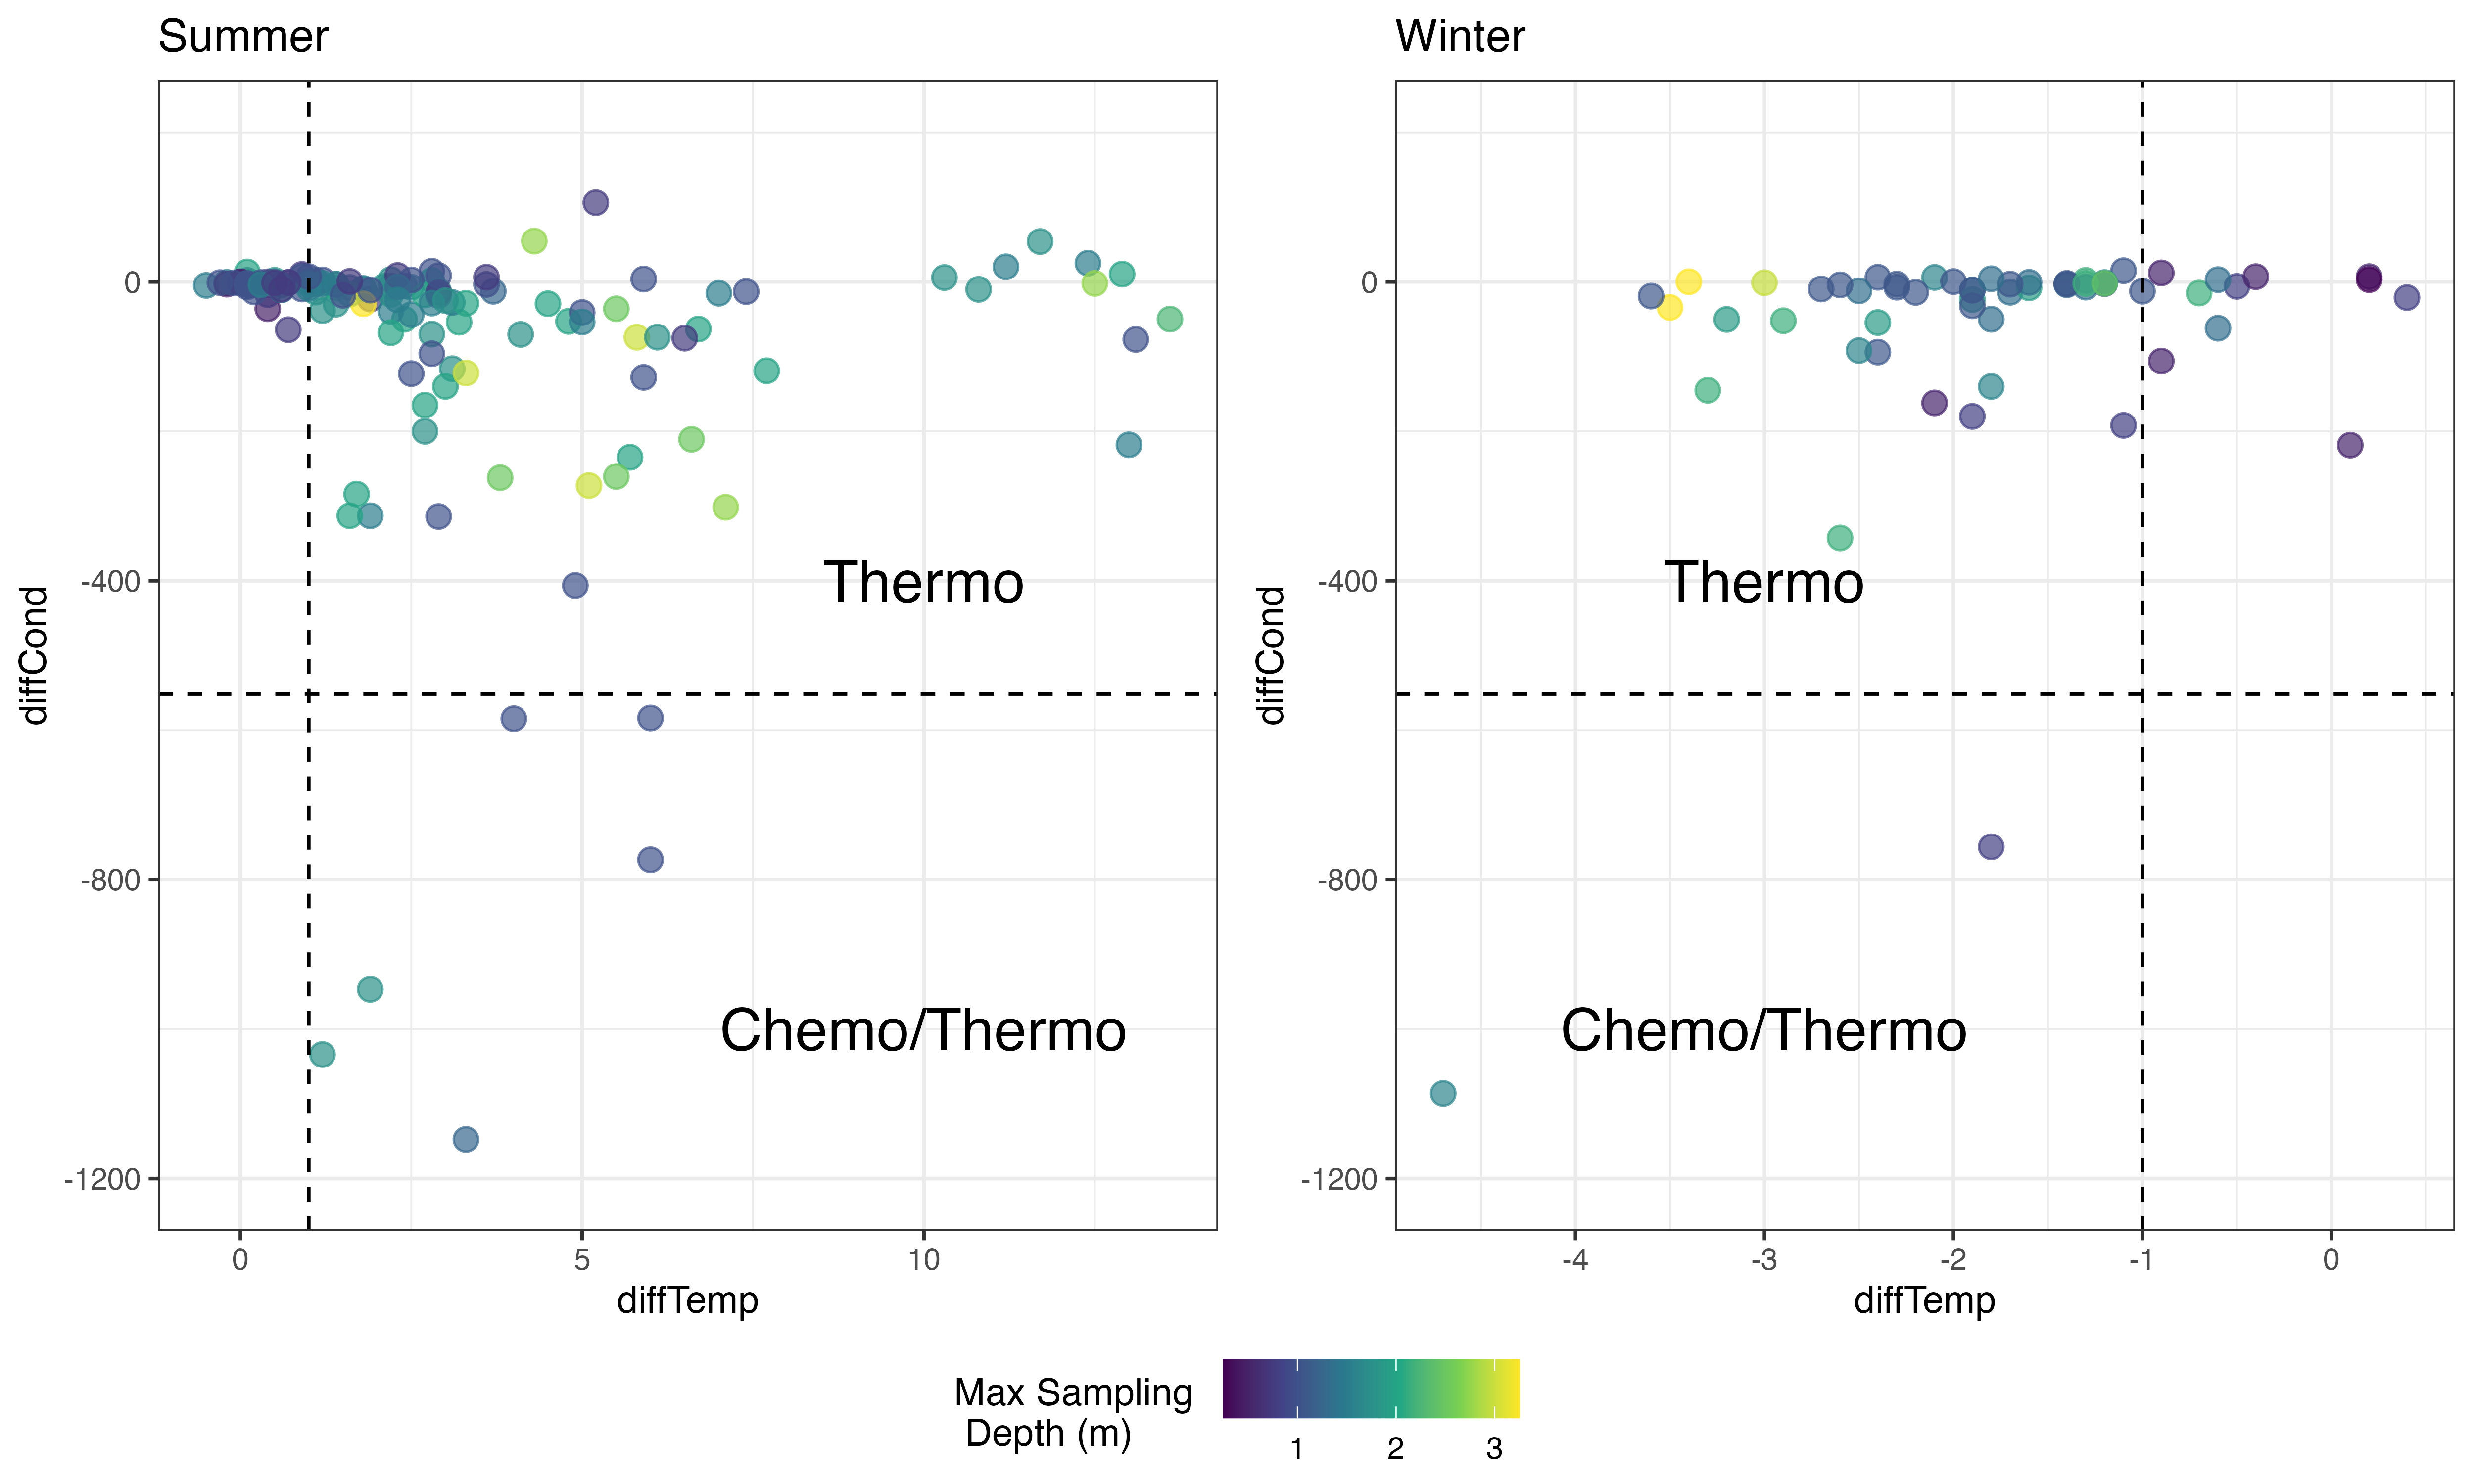 Summer
Winter
0
-400
-800
-1200
diffCond
Thermo
Chemo/Thermo
0
5
10
diffTemp
0
-400
-800
-1200
diffCond
Thermo
Chemo/Thermo
-4
-3
-2
-1
0
diffTemp
Max Sampling
Depth (m)
1
2
3